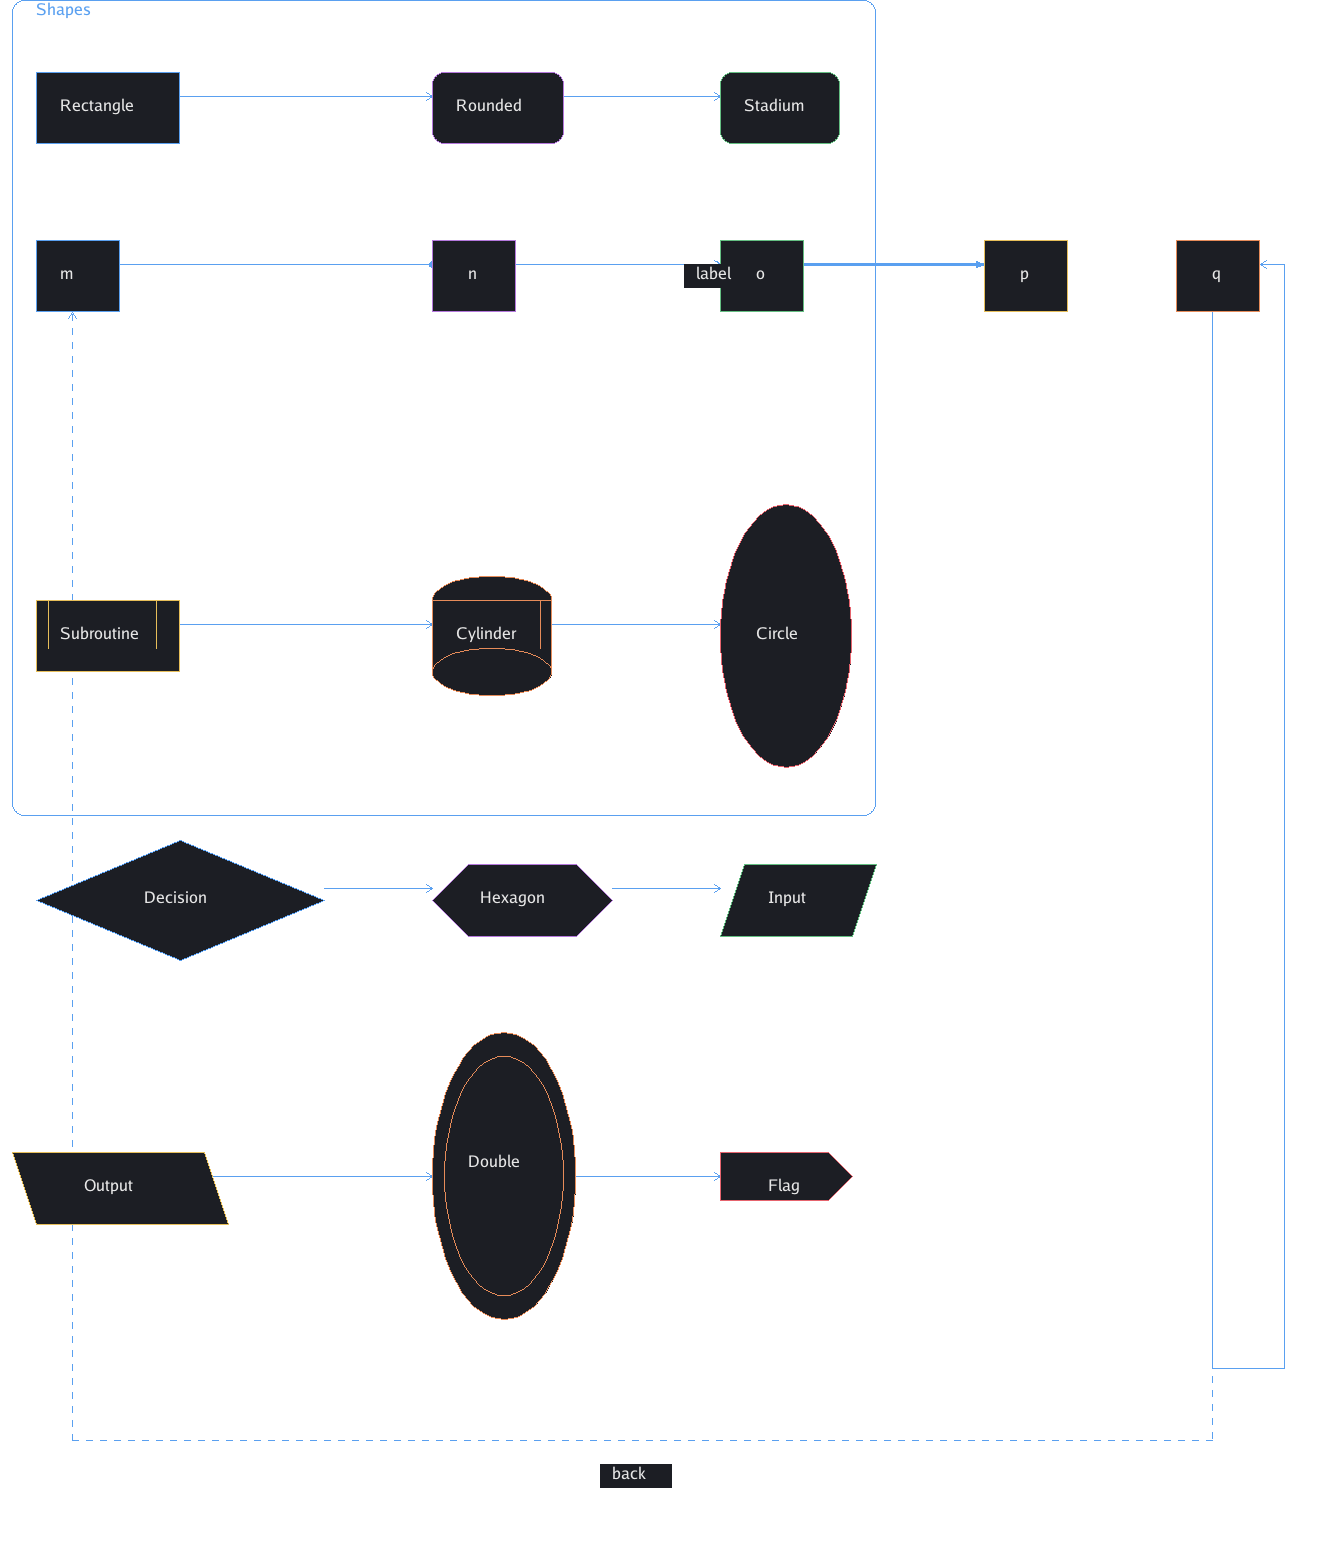 Shapes
Rectangle
Rounded
Stadium
m
n
label
o
p
q
Subroutine
Cylinder
Circle
Decision
Hexagon
Input
Double
Output
Flag
back